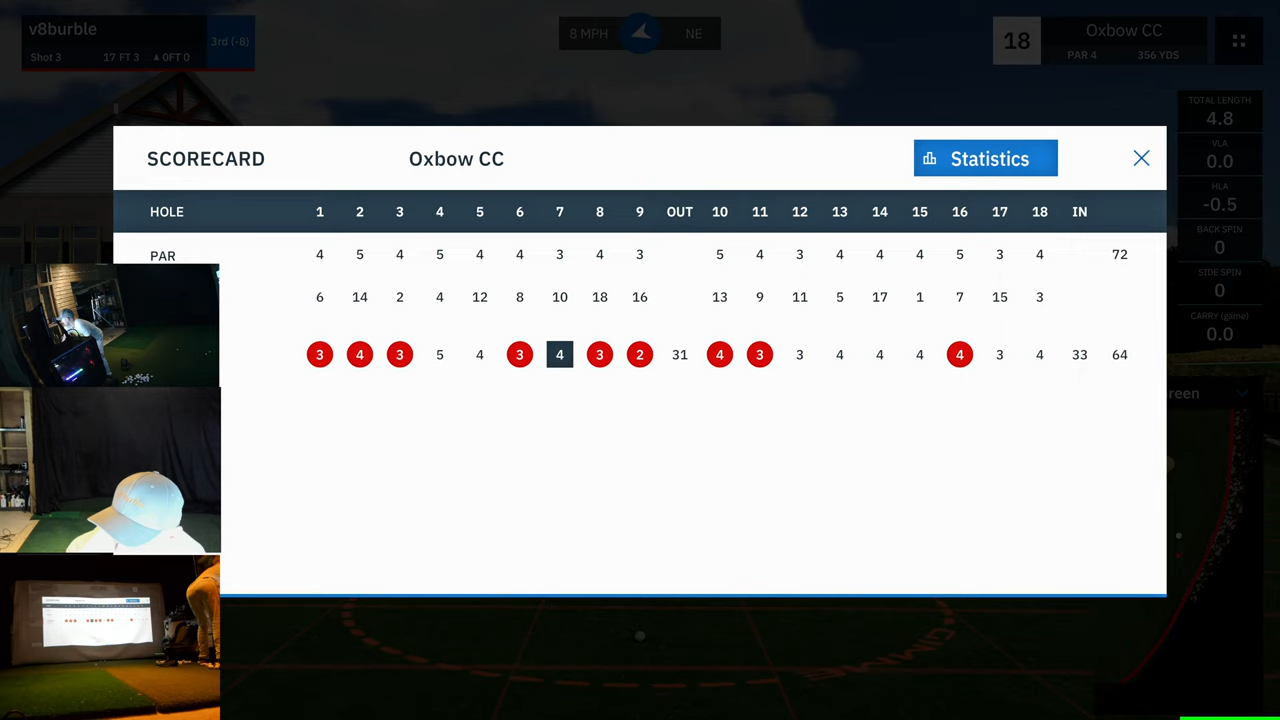 v8burble
3rd (-8)
Shot 3 17 FT 3 ▲0FT 0
8 MPH NE
18
Oxbow CC
PAR 4 356 YDS
TOTAL LENGTH
4.8
VLA
0.0
HLA
-0.5
BACK SPIN
0
SIDE SPIN
0
CARRY (game)
0.0
reen
SCORECARD Oxbow CC Statistics
HOLE 1 2 3 4 5 6 7 8 9 OUT 10 11 12 13 14 15 16 17 18 IN
PAR 4 5 4 5 4 4 3 4 3 5 4 3 4 4 4 5 3 4 72
6 14 2 4 12 8 10 18 16 13 9 11 5 17 1 7 15 3
3 4 3 5 4 3 4 3 2 31 4 3 3 4 4 4 4 3 4 33 64